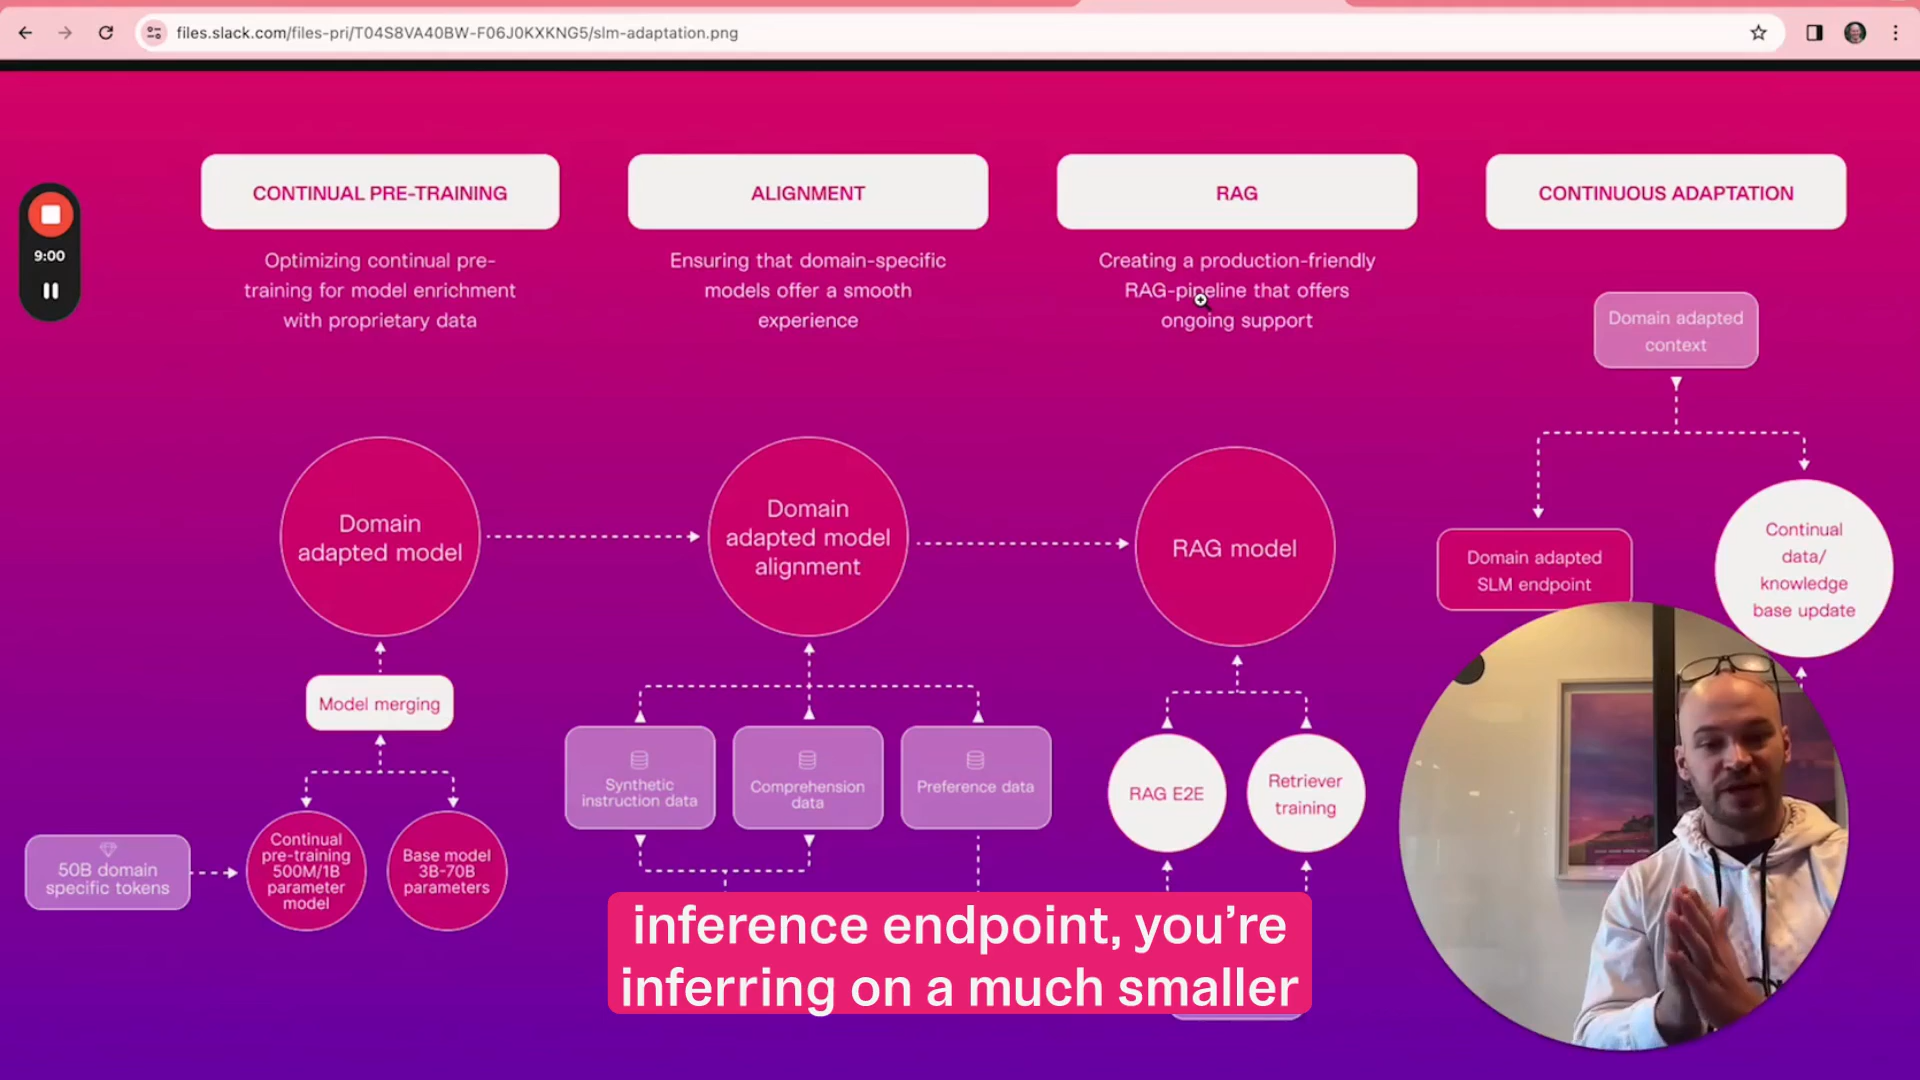 files.slack.com/files-pri/T04S8VA40BW-F06J0KXKNG5/slm-adaptation.png
9:00
CONTINUAL PRE-TRAINING
Optimizing continual pre-
training for model enrichment
with proprietary data
ALIGNMENT
Ensuring that domain-specific
models offer a smooth
experience
RAG
Creating a production-friendly
RAG-pipeline that offers
ongoing support
CONTINUOUS ADAPTATION
Domain adapted
context
Domain
adapted model
Domain
adapted model
alignment
RAG model
Domain adapted
SLM endpoint
Continual
data/
knowledge
base update
Model merging
Synthetic
instruction data
Comprehension
data
Preference data
RAG E2E
Retriever
training
50B domain
specific tokens
Continual
pre-training
500M/1B
parameter
model
Base model
3B-70B
parameters
inference endpoint, you’re
inferring on a much smaller